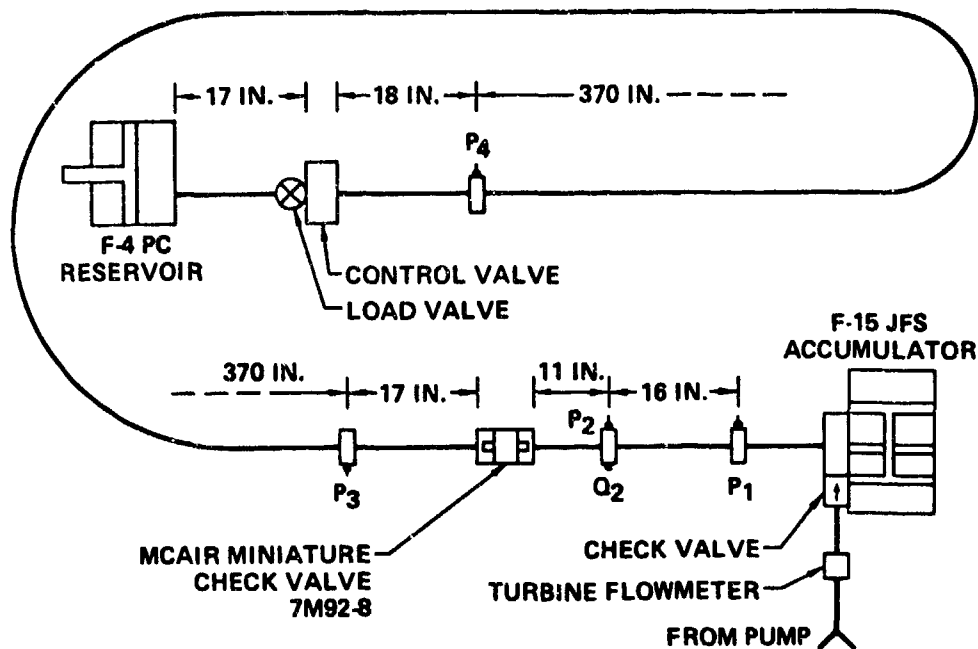 17 IN.
18 IN.
370 IN.
P4
F-4 PC
RESERVOIR
CONTROL VALVE
LOAD VALVE
F-15 JFS
ACCUMULATOR
370 IN.
17 IN.
11 IN.
16 IN.
P2
P3
Q2
P1
MCAIR MINIATURE
CHECK VALVE
7M92-8
CHECK VALVE
TURBINE FLOWMETER
FROM PUMP